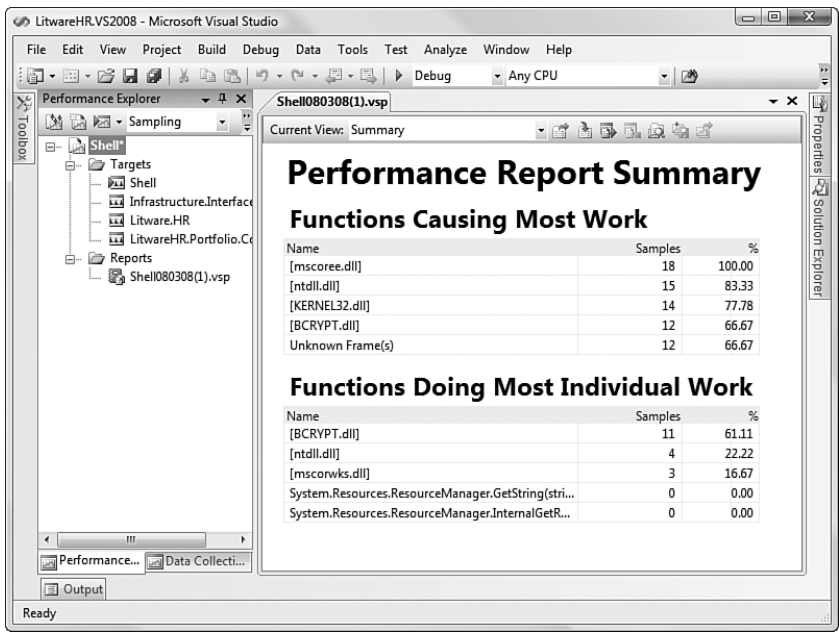 LitwareHR.VS2008 - Microsoft Visual Studio
File Edit View Project Build Debug Data Tools Test Analyze Window Help
Debug Any CPU
Toolbox
Performance Explorer
Sampling
Shell*
Targets
Shell
Infrastructure.Interface
Litware.HR
LitwareHR.Portfolio.Co
Reports
Shell080308(1).vsp
Performance... Data Collecti...
Shell080308(1).vsp
Current View: Summary
Performance Report Summary
Functions Causing Most Work
Name Samples %
[mscoree.dll] 18 100.00
[ntdll.dll] 15 83.33
[KERNEL32.dll] 14 77.78
[BCRYPT.dll] 12 66.67
Unknown Frame(s) 12 66.67
Functions Doing Most Individual Work
Name Samples %
[BCRYPT.dll] 11 61.11
[ntdll.dll] 4 22.22
[mscorwks.dll] 3 16.67
System.Resources.ResourceManager.GetString(stri... 0 0.00
System.Resources.ResourceManager.InternalGetR... 0 0.00
Properties
Solution Explorer
Output
Ready